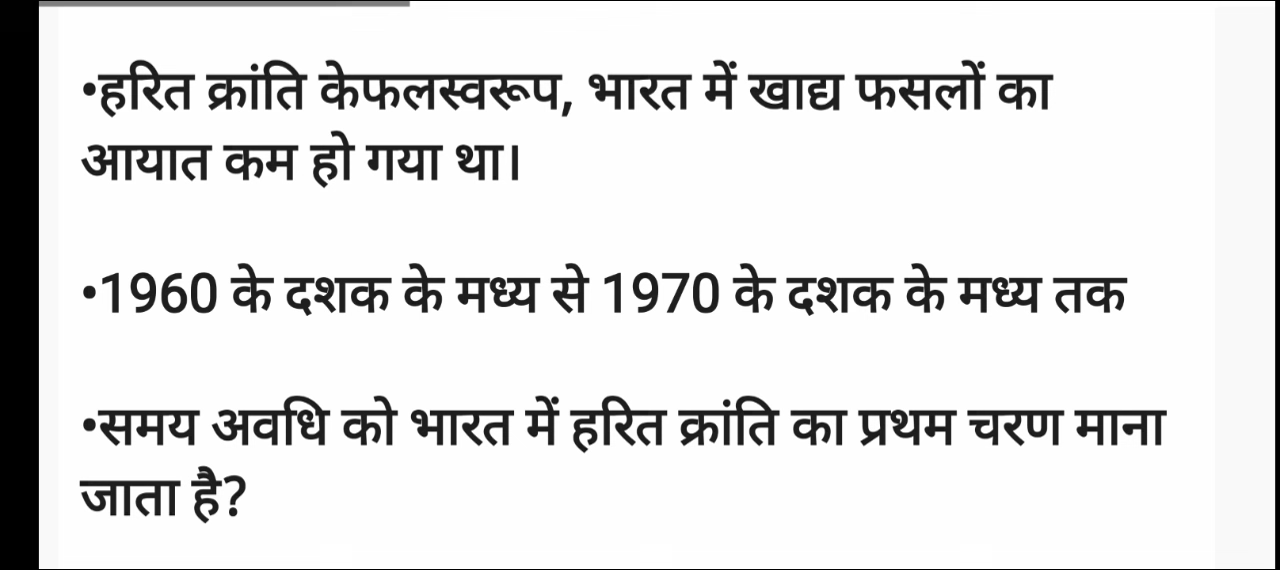 •हरित क्रांति केफलस्वरूप, भारत में खाद्य फसलों का
आयात कम हो गया था।
•1960 के दशक के मध्य से 1970 के दशक के मध्य तक
•समय अवधि को भारत में हरित क्रांति का प्रथम चरण माना
जाता है?